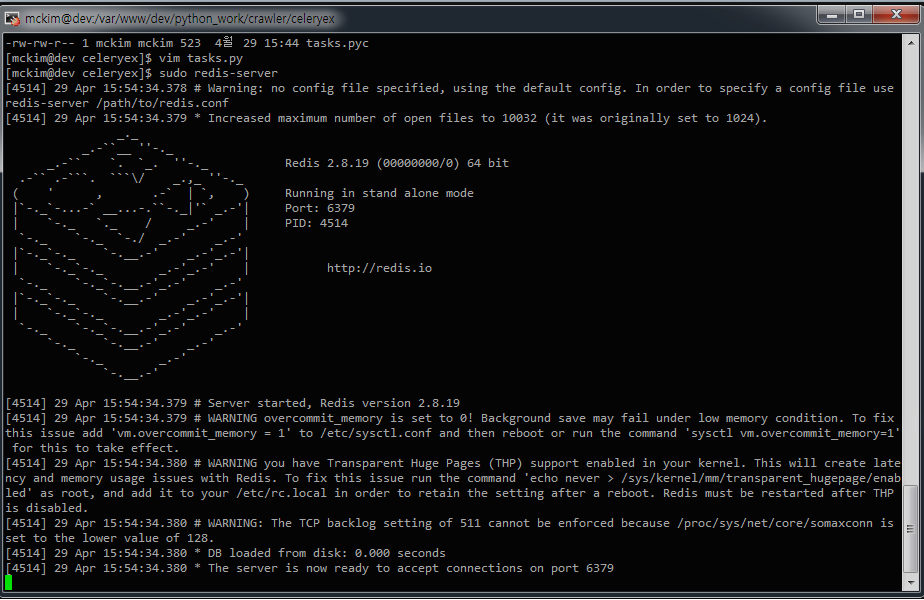 mckim@dev:/var/www/dev/python_work/crawler/celeryex
-rw-rw-r-- 1 mckim mckim 523  4월 29 15:44 tasks.pyc
[mckim@dev celeryex]$ vim tasks.py
[mckim@dev celeryex]$ sudo redis-server
[4514] 29 Apr 15:54:34.378 # Warning: no config file specified, using the default config. In order to specify a config file use
redis-server /path/to/redis.conf
[4514] 29 Apr 15:54:34.379 * Increased maximum number of open files to 10032 (it was originally set to 1024).
Redis 2.8.19 (00000000/0) 64 bit
Running in stand alone mode
Port: 6379
PID: 4514
http://redis.io
[4514] 29 Apr 15:54:34.379 # Server started, Redis version 2.8.19
[4514] 29 Apr 15:54:34.379 # WARNING overcommit_memory is set to 0! Background save may fail under low memory condition. To fix
this issue add 'vm.overcommit_memory = 1' to /etc/sysctl.conf and then reboot or run the command 'sysctl vm.overcommit_memory=1'
 for this to take effect.
[4514] 29 Apr 15:54:34.380 # WARNING you have Transparent Huge Pages (THP) support enabled in your kernel. This will create late
ncy and memory usage issues with Redis. To fix this issue run the command 'echo never > /sys/kernel/mm/transparent_hugepage/enab
led' as root, and add it to your /etc/rc.local in order to retain the setting after a reboot. Redis must be restarted after THP
is disabled.
[4514] 29 Apr 15:54:34.380 # WARNING: The TCP backlog setting of 511 cannot be enforced because /proc/sys/net/core/somaxconn is
set to the lower value of 128.
[4514] 29 Apr 15:54:34.380 * DB loaded from disk: 0.000 seconds
[4514] 29 Apr 15:54:34.380 * The server is now ready to accept connections on port 6379